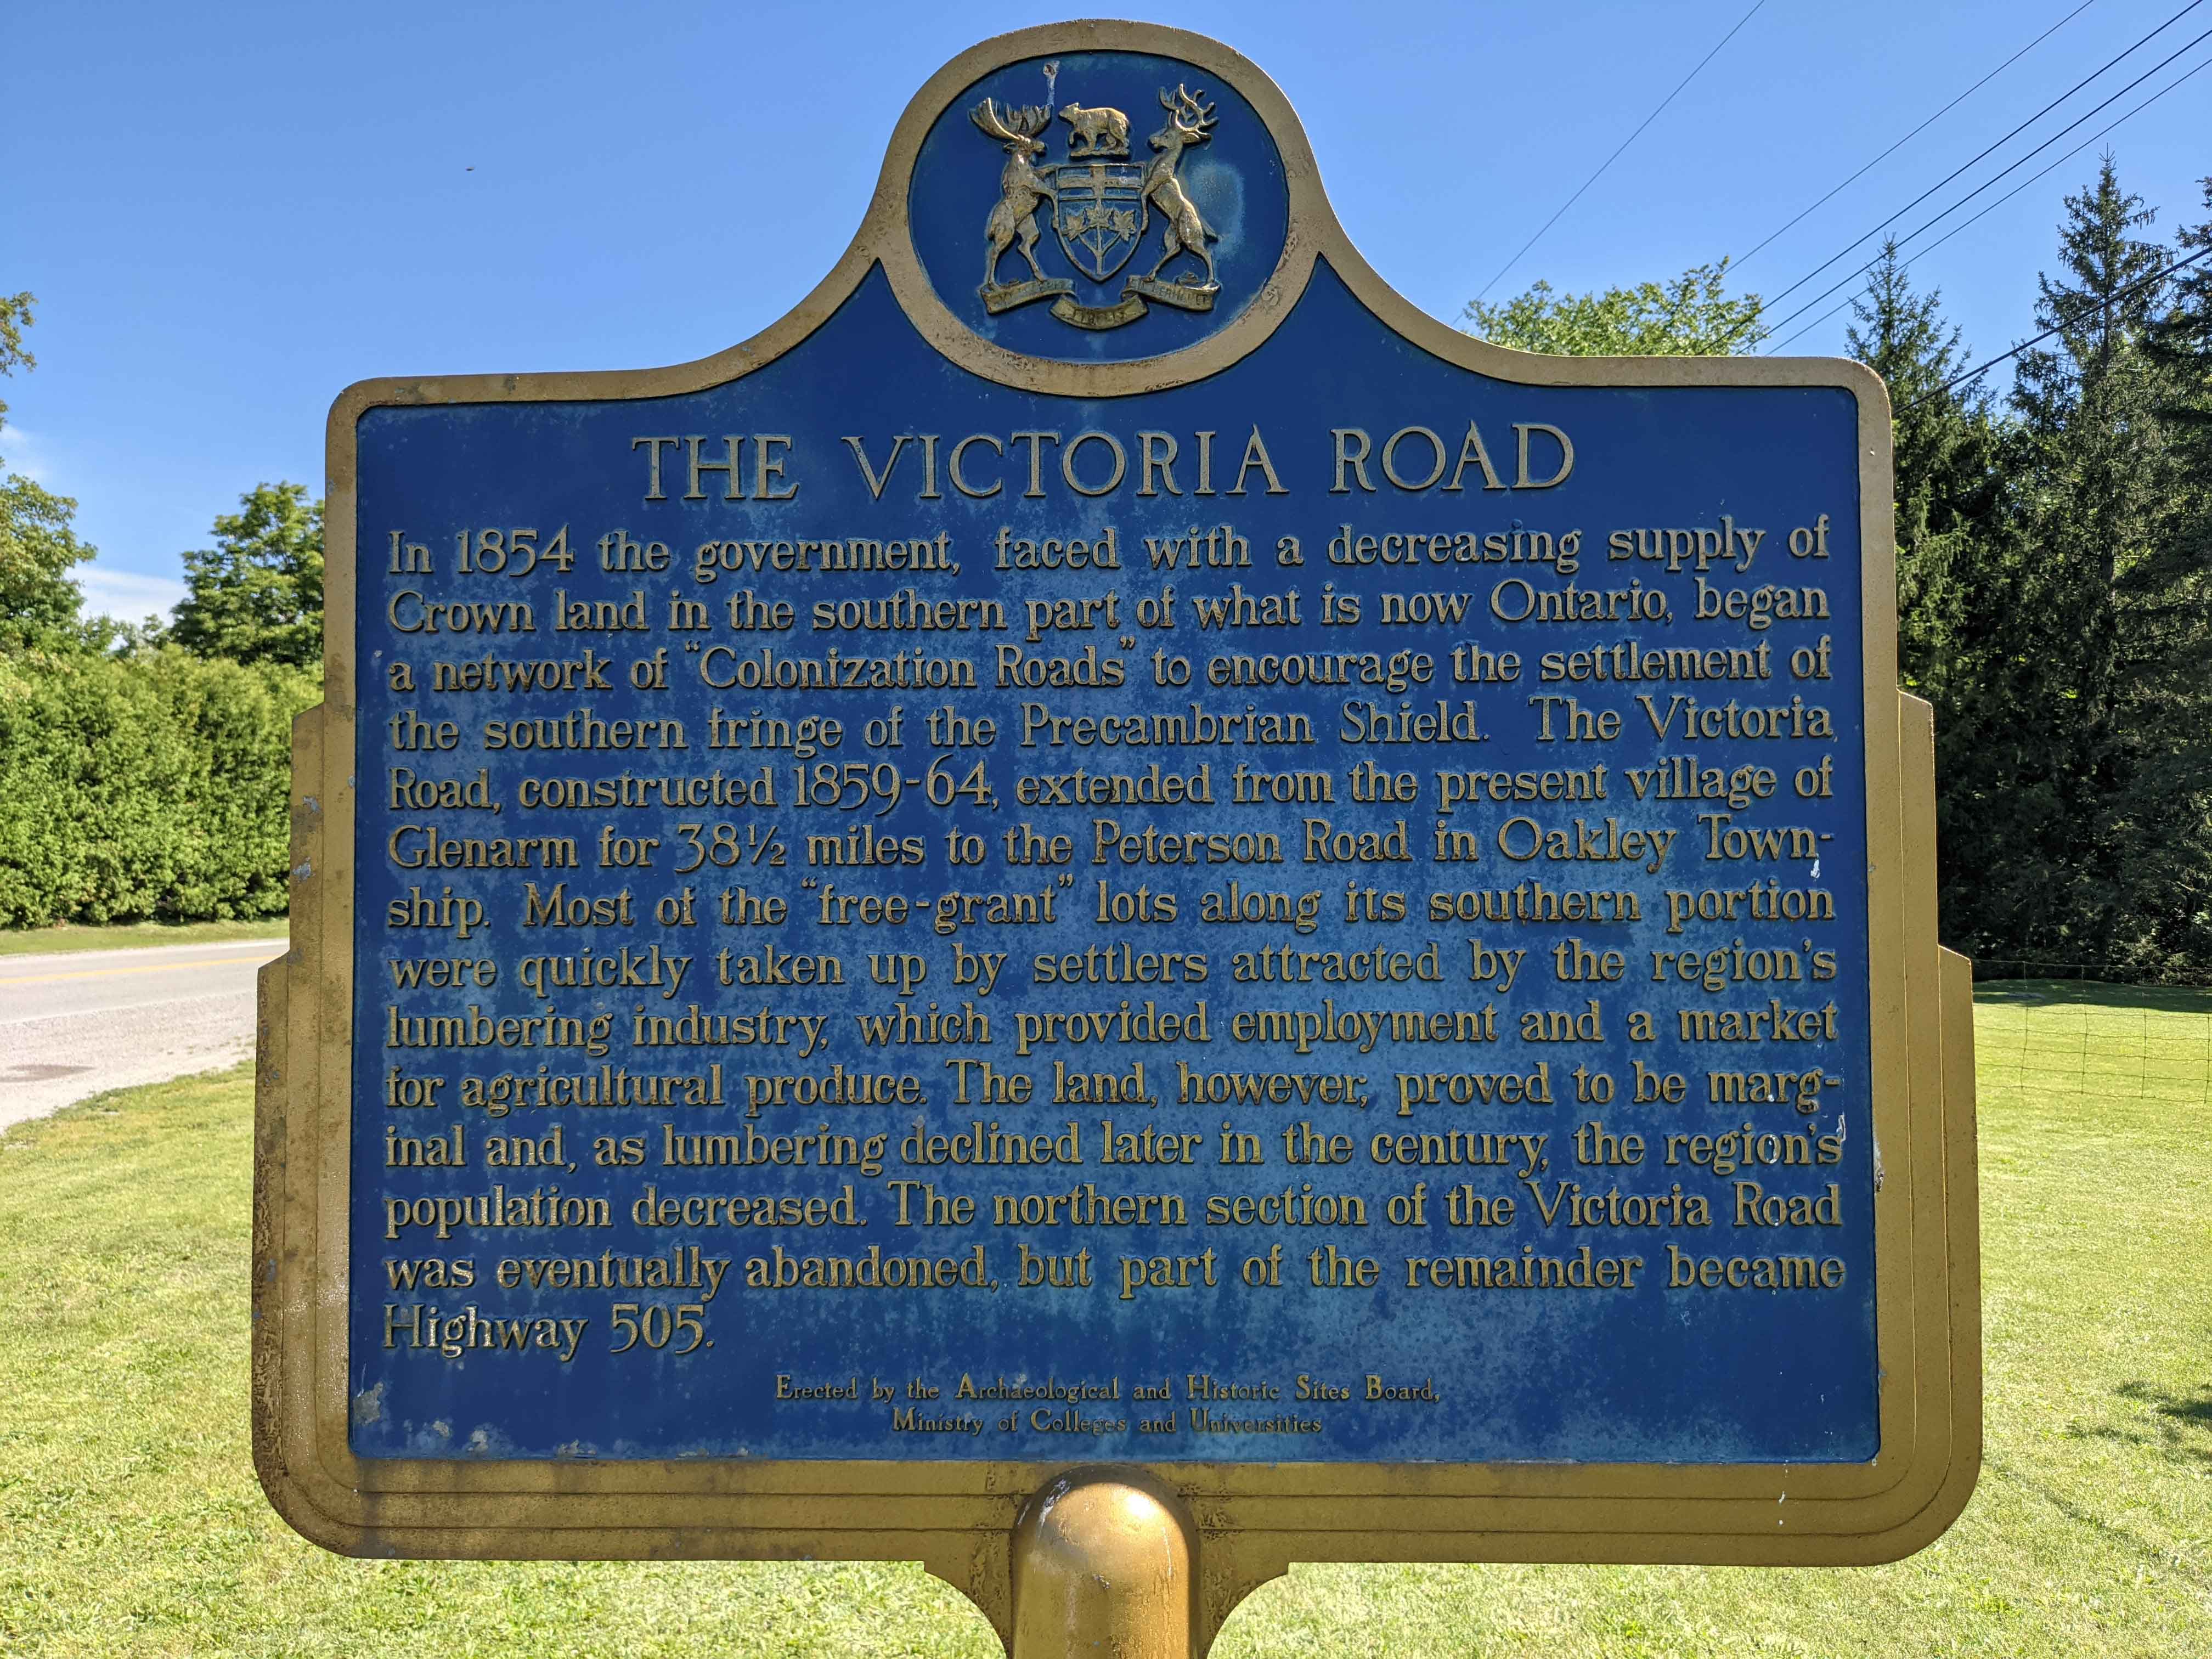 THE VICTORIA ROAD
In 1854 the government, faced with a decreasing supply of
Crown land in the southern part of what is now Ontario, began
a network of "Colonization Roads" to encourage the settlement of
the southern fringe of the Precambrian Shield. The Victoria
Road, constructed 1859-64, extended from the present village of
Glenarm for 38½ miles to the Peterson Road in Oakley Town-
ship. Most of the "free-grant" lots along its southern portion
were quickly taken up by settlers attracted by the region's
lumbering industry, which provided employment and a market
for agricultural produce. The land, however, proved to be marg-
inal and, as lumbering declined later in the century, the region's
population decreased. The northern section of the Victoria Road
was eventually abandoned, but part of the remainder became
Highway 505.
Erected by the Archaeological and Historic Sites Board,
Ministry of Colleges and Universities